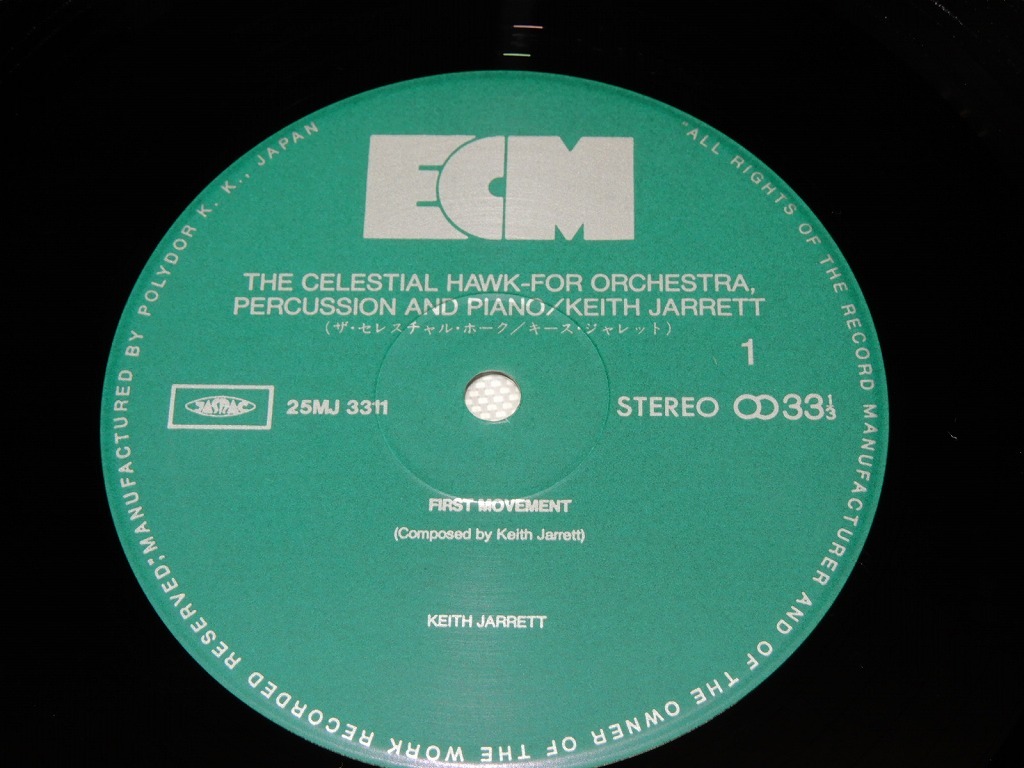 ECM
THE CELESTIAL HAWK-FOR ORCHESTRA,
PERCUSSION AND PIANO/KEITH JARRETT
(ザ・セレスチャル・ホーク/キース・ジャレット)
1
JASRAC
25MJ 3311
STEREO 33 1/3
FIRST MOVEMENT
(Composed by Keith Jarrett)
KEITH JARRETT
"ALL RIGHTS OF THE RECORD MANUFACTURER AND OF THE OWNER OF THE WORK RECORDED RESERVED";MANUFACTURED BY POLYDOR K. K., JAPAN